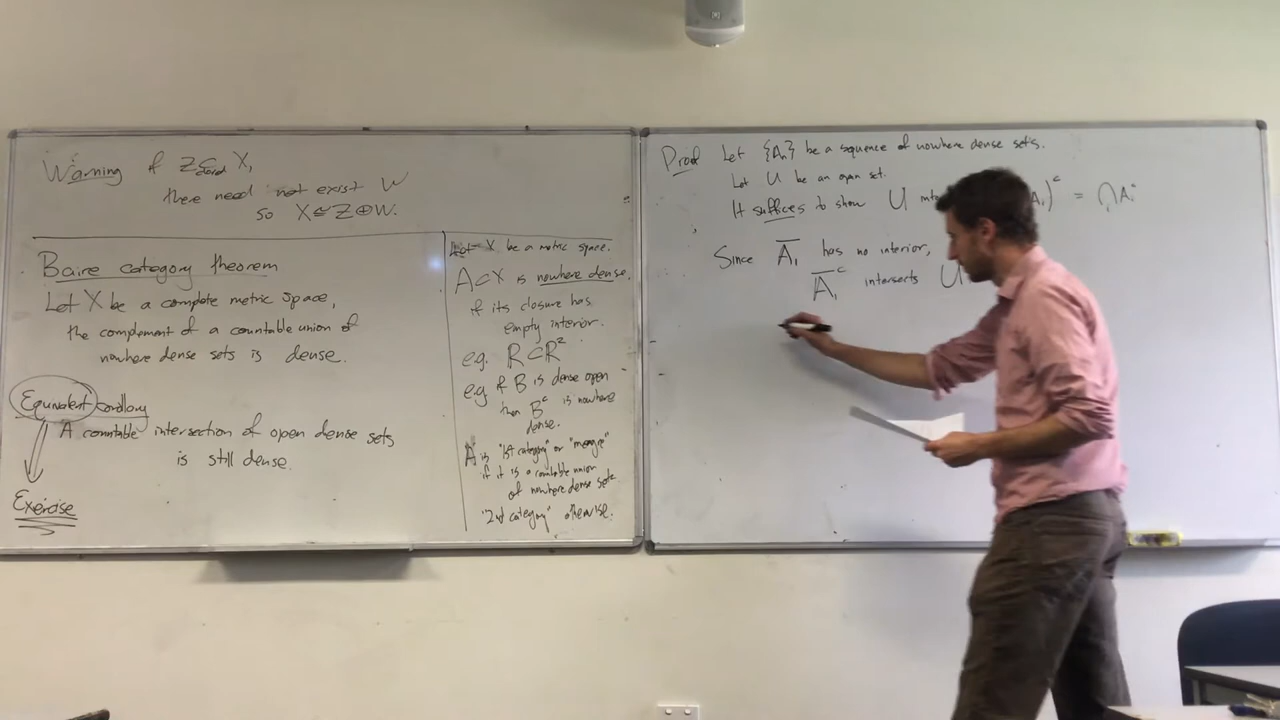 Warning if Z ⊂ X,
there need not exist W
so X ≅ Z⊕W.
Baire category theorem
Let X be a complete metric space,
the complement of a countable union of
nowhere dense sets is dense.
Equivalent corollary
A countable intersection of open dense sets
is still dense.
Exercise
Let X be a metric space.
A⊂X is nowhere dense,
if its closure has
empty interior.
e.g. R⊂R²
e.g. if B is dense open
then Bᶜ is nowhere
dense.
A is "1st category" or "meagre"
if it is a countable union
of nowhere dense sets
"2nd category" otherwise.
Proof Let {Aₙ} be a sequence of nowhere dense sets.
Let U be an open set.
It suffices to show U Aᵢ)ᶜ = ⋂Aᵢᶜ
Since A̅₁ has no interior,
A̅₁ᶜ intersects U